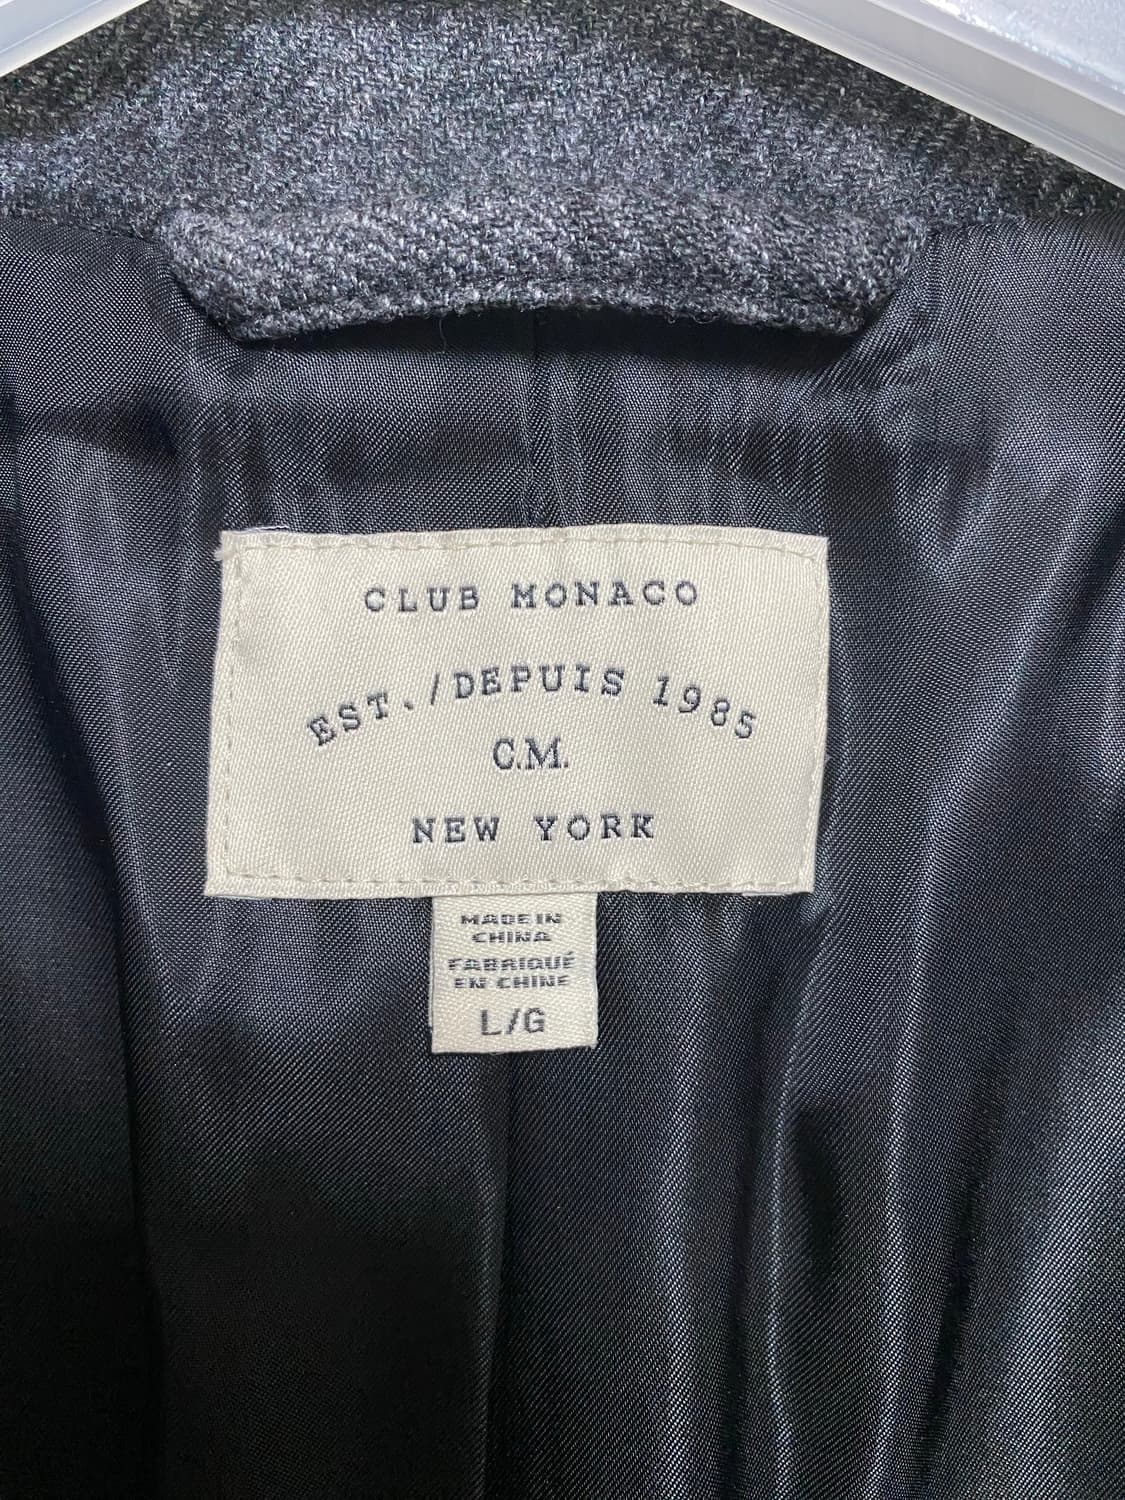 CLUB MONACO
EST./DEPUIS 1985
C.M.
NEW YORK
MADE IN
CHINA
FABRIQUÉ
EN CHINE
L/G